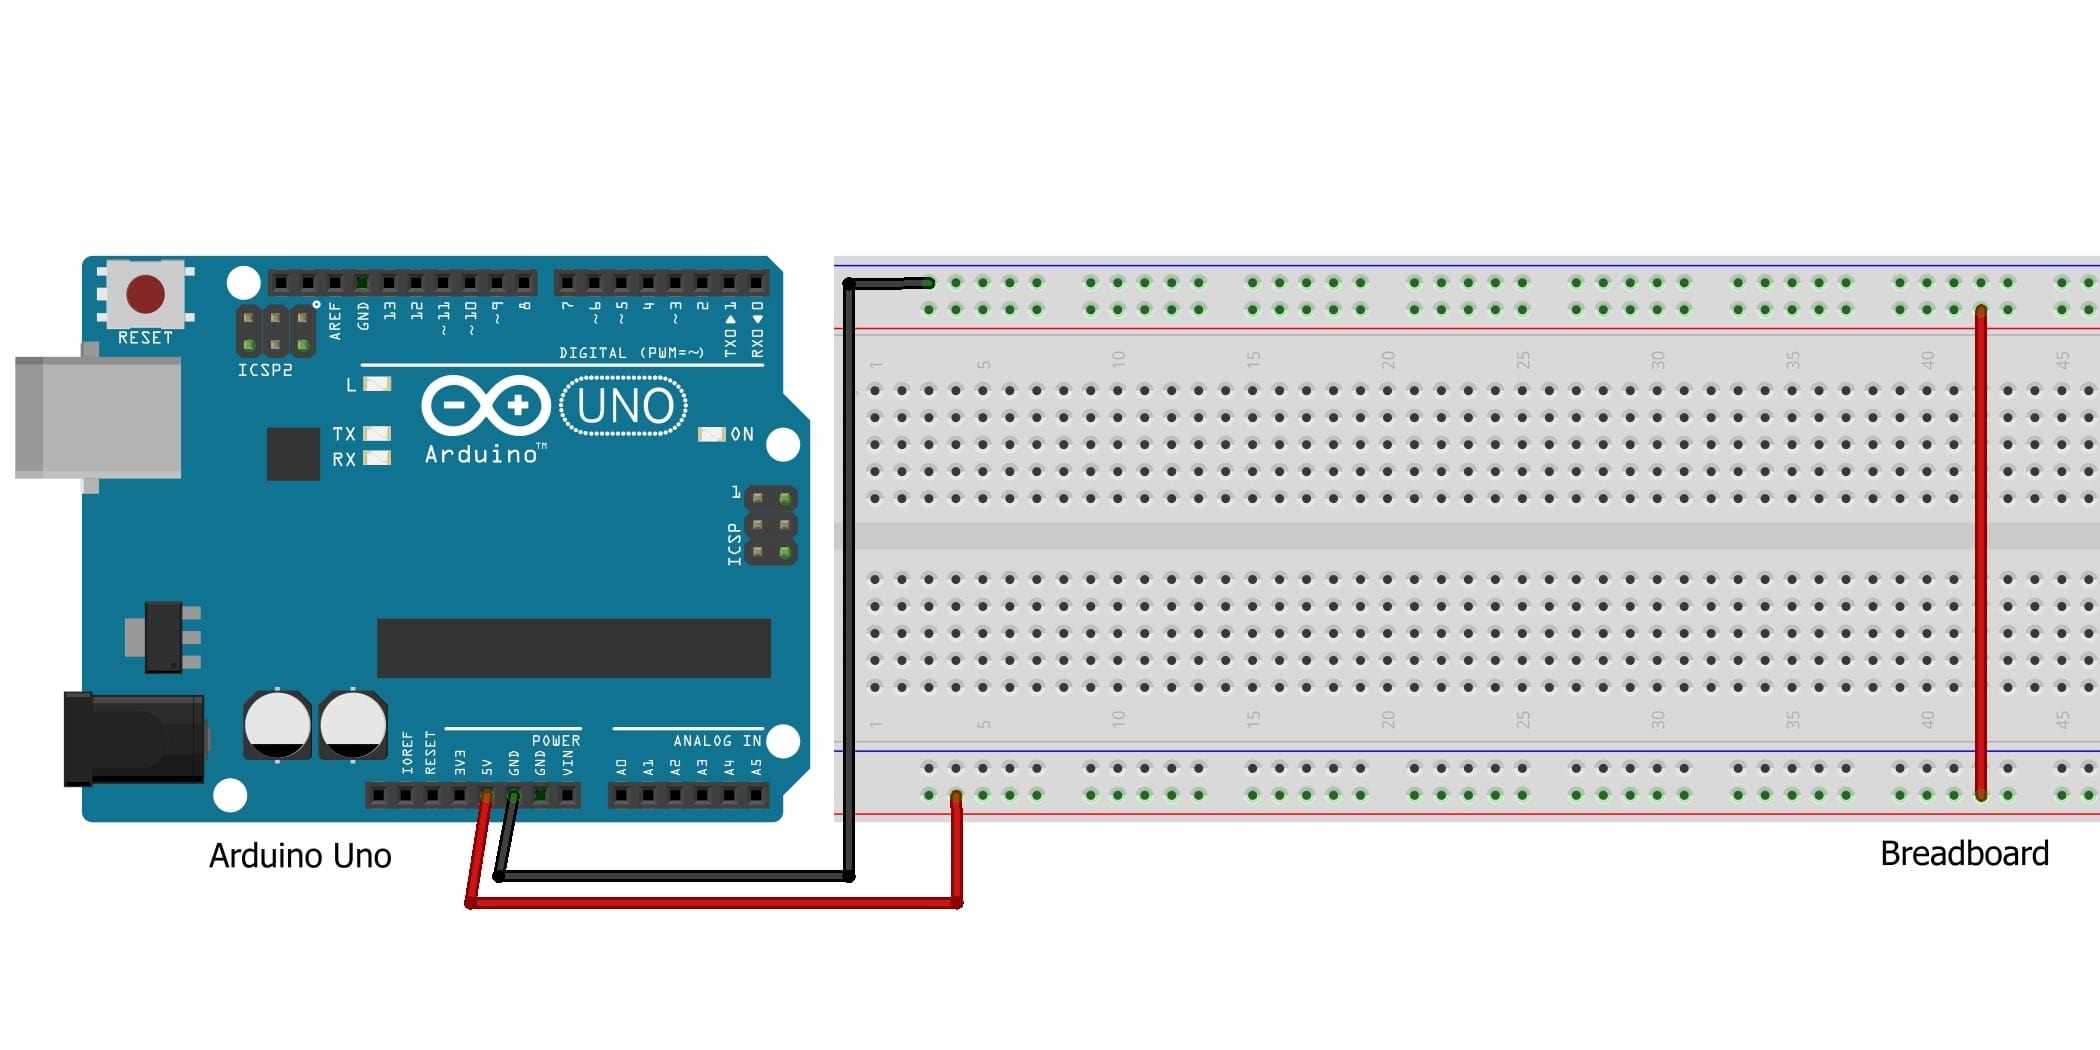 RESET
ICSP2
AREF
GND
13
12
~11
~10
~9
8
7
~6
~5
4
~3
2
TX0▶1
RX0◀0
DIGITAL (PWM=~)
L
TX
RX
Arduino™
UNO
ON
1
ICSP
POWER
ANALOG IN
IOREF
RESET
3V3
5V
GND
GND
VIN
A0
A1
A2
A3
A4
A5
Arduino Uno
1
5
10
15
20
25
30
35
40
45
1
5
10
15
20
25
30
35
40
45
Breadboard